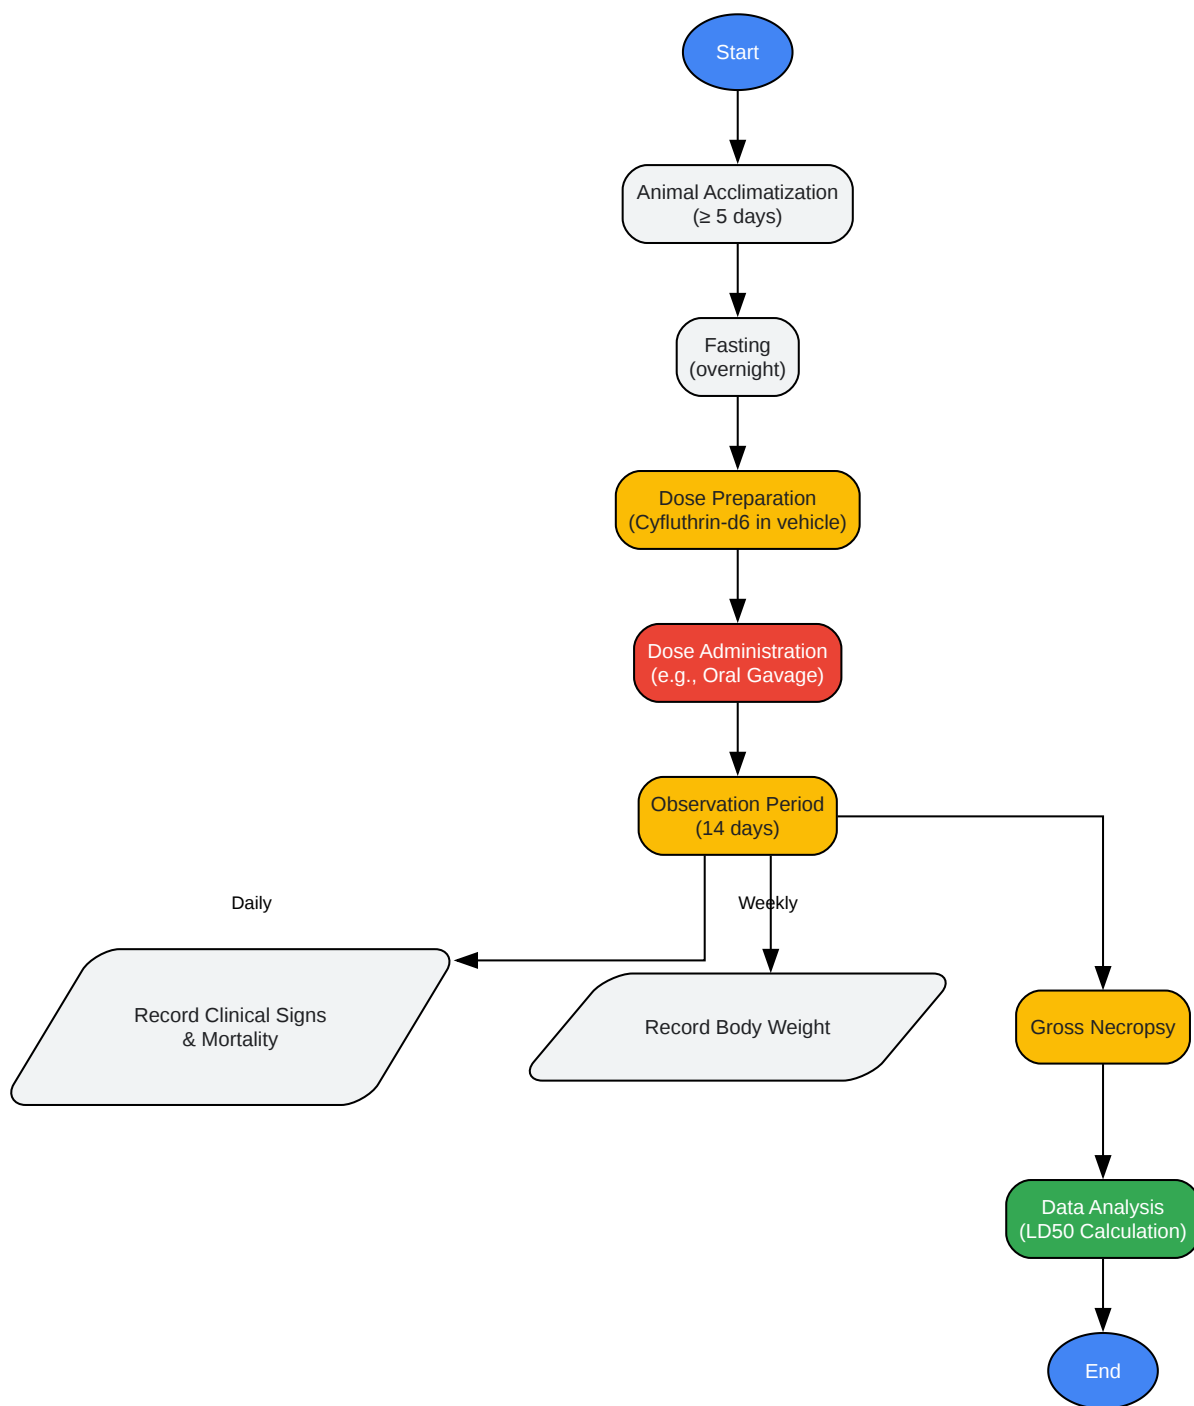 Start
Animal Acclimatization
(≥ 5 days)
Fasting
(overnight)
Dose Preparation
(Cyfluthrin-d6 in vehicle)
Dose Administration
(e.g., Oral Gavage)
Observation Period
(14 days)
Daily
Weekly
Record Clinical Signs
& Mortality
Record Body Weight
Gross Necropsy
Data Analysis
(LD50 Calculation)
End